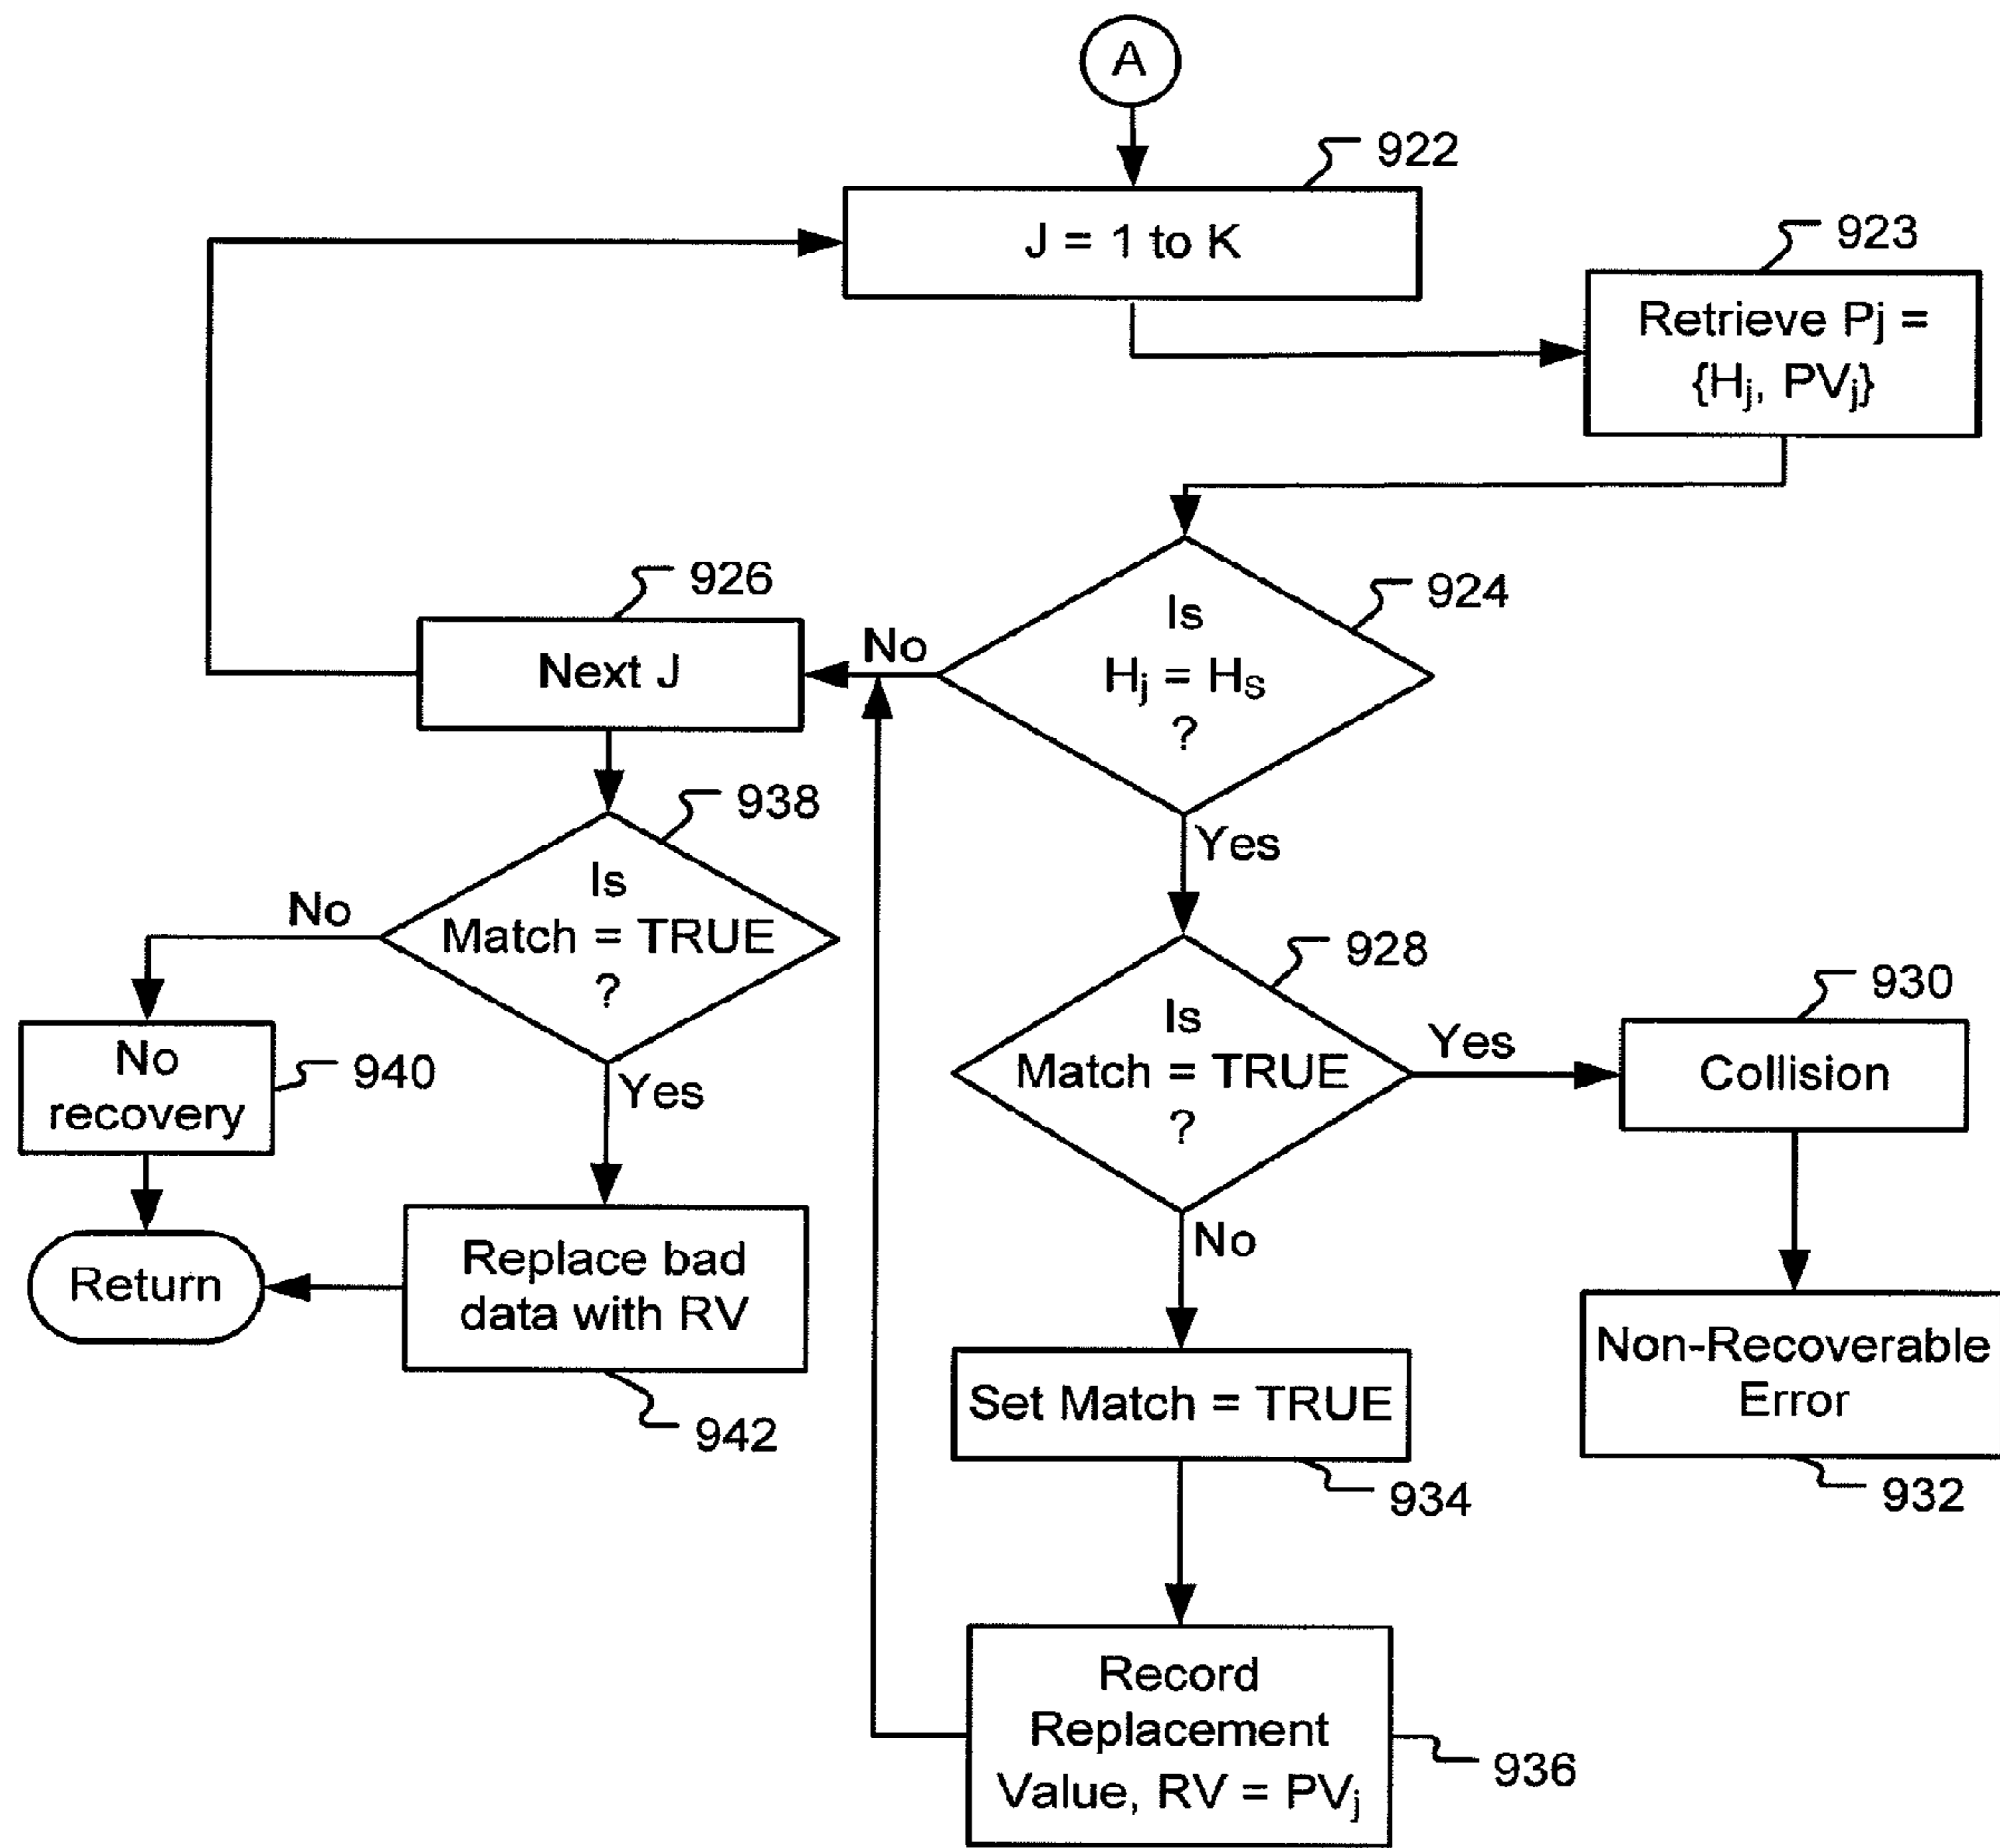 A
922
J = 1 to K
923
Retrieve Pj =
{Hj, PVj}
924
Is
Hj = HS
?
No
926
Next J
Yes
938
Is
Match = TRUE
?
No
Yes
928
Is
Match = TRUE
?
Yes
No
930
Collision
No
recovery
940
Return
Replace bad
data with RV
942
Set Match = TRUE
934
Non-Recoverable
Error
932
Record
Replacement
Value, RV = PVj
936